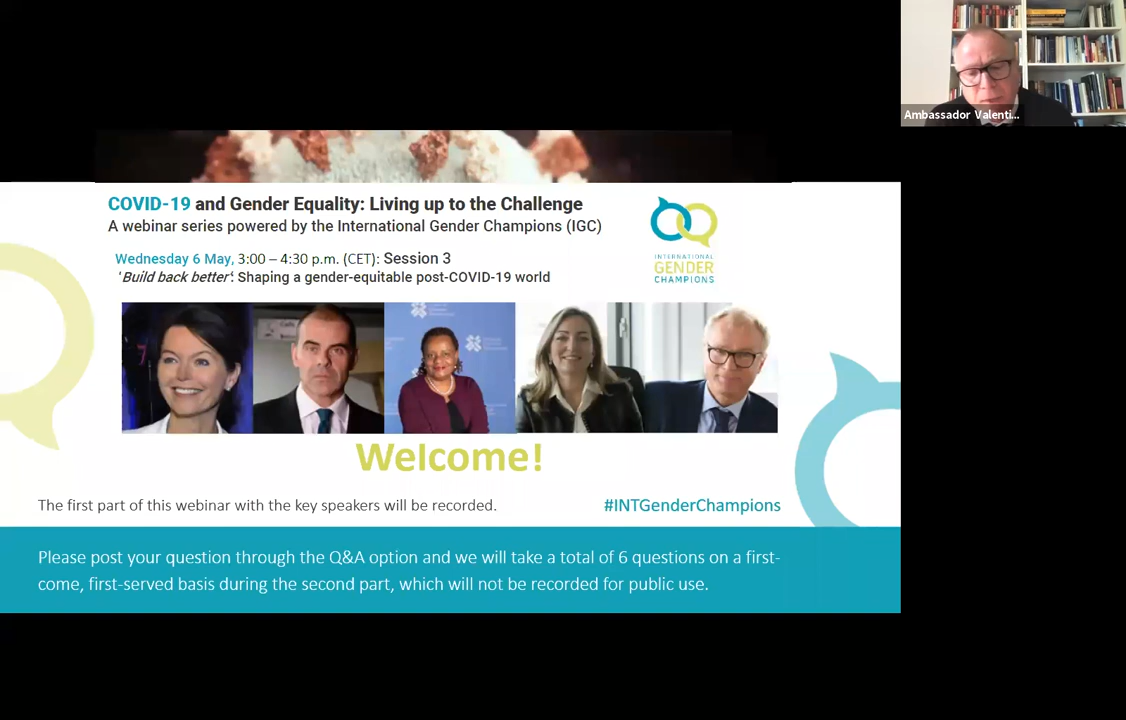 Ambassador Valenti...
COVID-19 and Gender Equality: Living up to the Challenge
A webinar series powered by the International Gender Champions (IGC)
Wednesday 6 May, 3:00 – 4:30 p.m. (CET): Session 3
'Build back better': Shaping a gender-equitable post-COVID-19 world
INTERNATIONAL
GENDER
CHAMPIONS
Welcome!
The first part of this webinar with the key speakers will be recorded.
#INTGenderChampions
Please post your question through the Q&A option and we will take a total of 6 questions on a first-
come, first-served basis during the second part, which will not be recorded for public use.